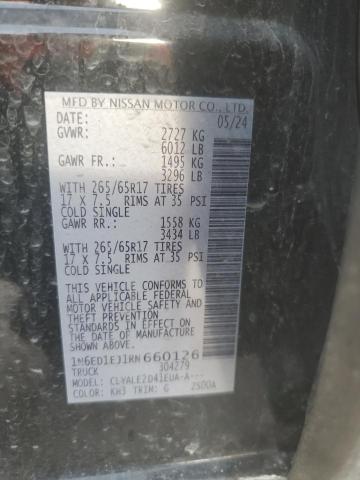 MFD BY NISSAN MOTOR CO., LTD.
DATE: 05/24
GVWR: 2727 KG
6012 LB
GAWR FR.: 1495 KG
3296 LB
WITH 265/65R17 TIRES
17 X 7.5 RIMS AT 35 PSI
COLD SINGLE
GAWR RR.: 1558 KG
3434 LB
WITH 265/65R17 TIRES
17 X 7.5 RIMS AT 35 PSI
COLD SINGLE
THIS VEHICLE CONFORMS TO
ALL APPLICABLE FEDERAL
MOTOR VEHICLE SAFETY
AND THEFT PREVENTION
STANDARDS IN EFFECT ON
THE DATE OF MANUFACTURE
SHOWN ABOVE.
1N6ED1EJ1RN660126
TRUCK 304279
MODEL: CLYALE2D41EUA-A---
COLOR: KH3 TRIM: G 2SD0A